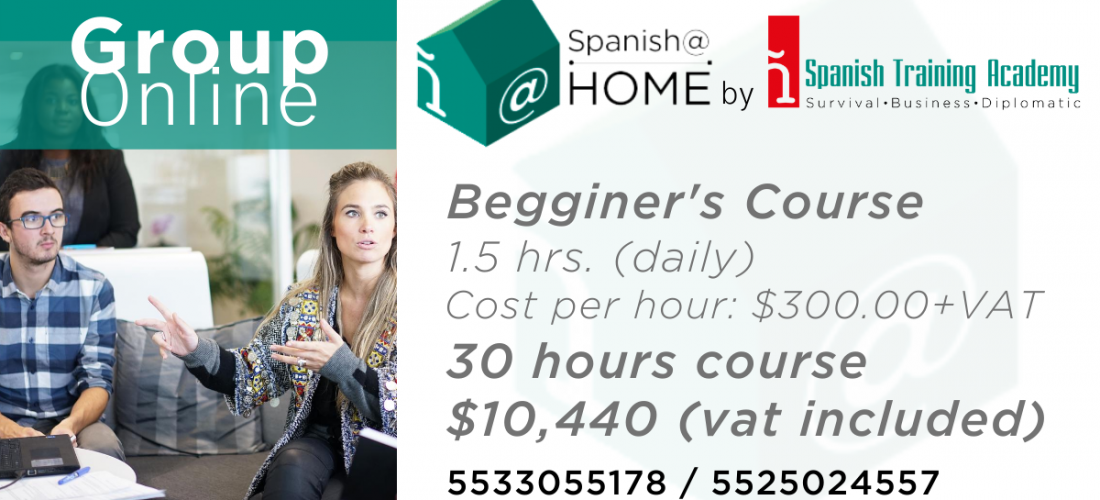 Group
Online
ñ
@
Spanish@
HOME by
ñ
Spanish Training Academy
Survival•Business•Diplomatic
Begginer's Course
1.5 hrs. (daily)
Cost per hour: $300.00+VAT
30 hours course
$10,440 (vat included)
5533055178 / 5525024557